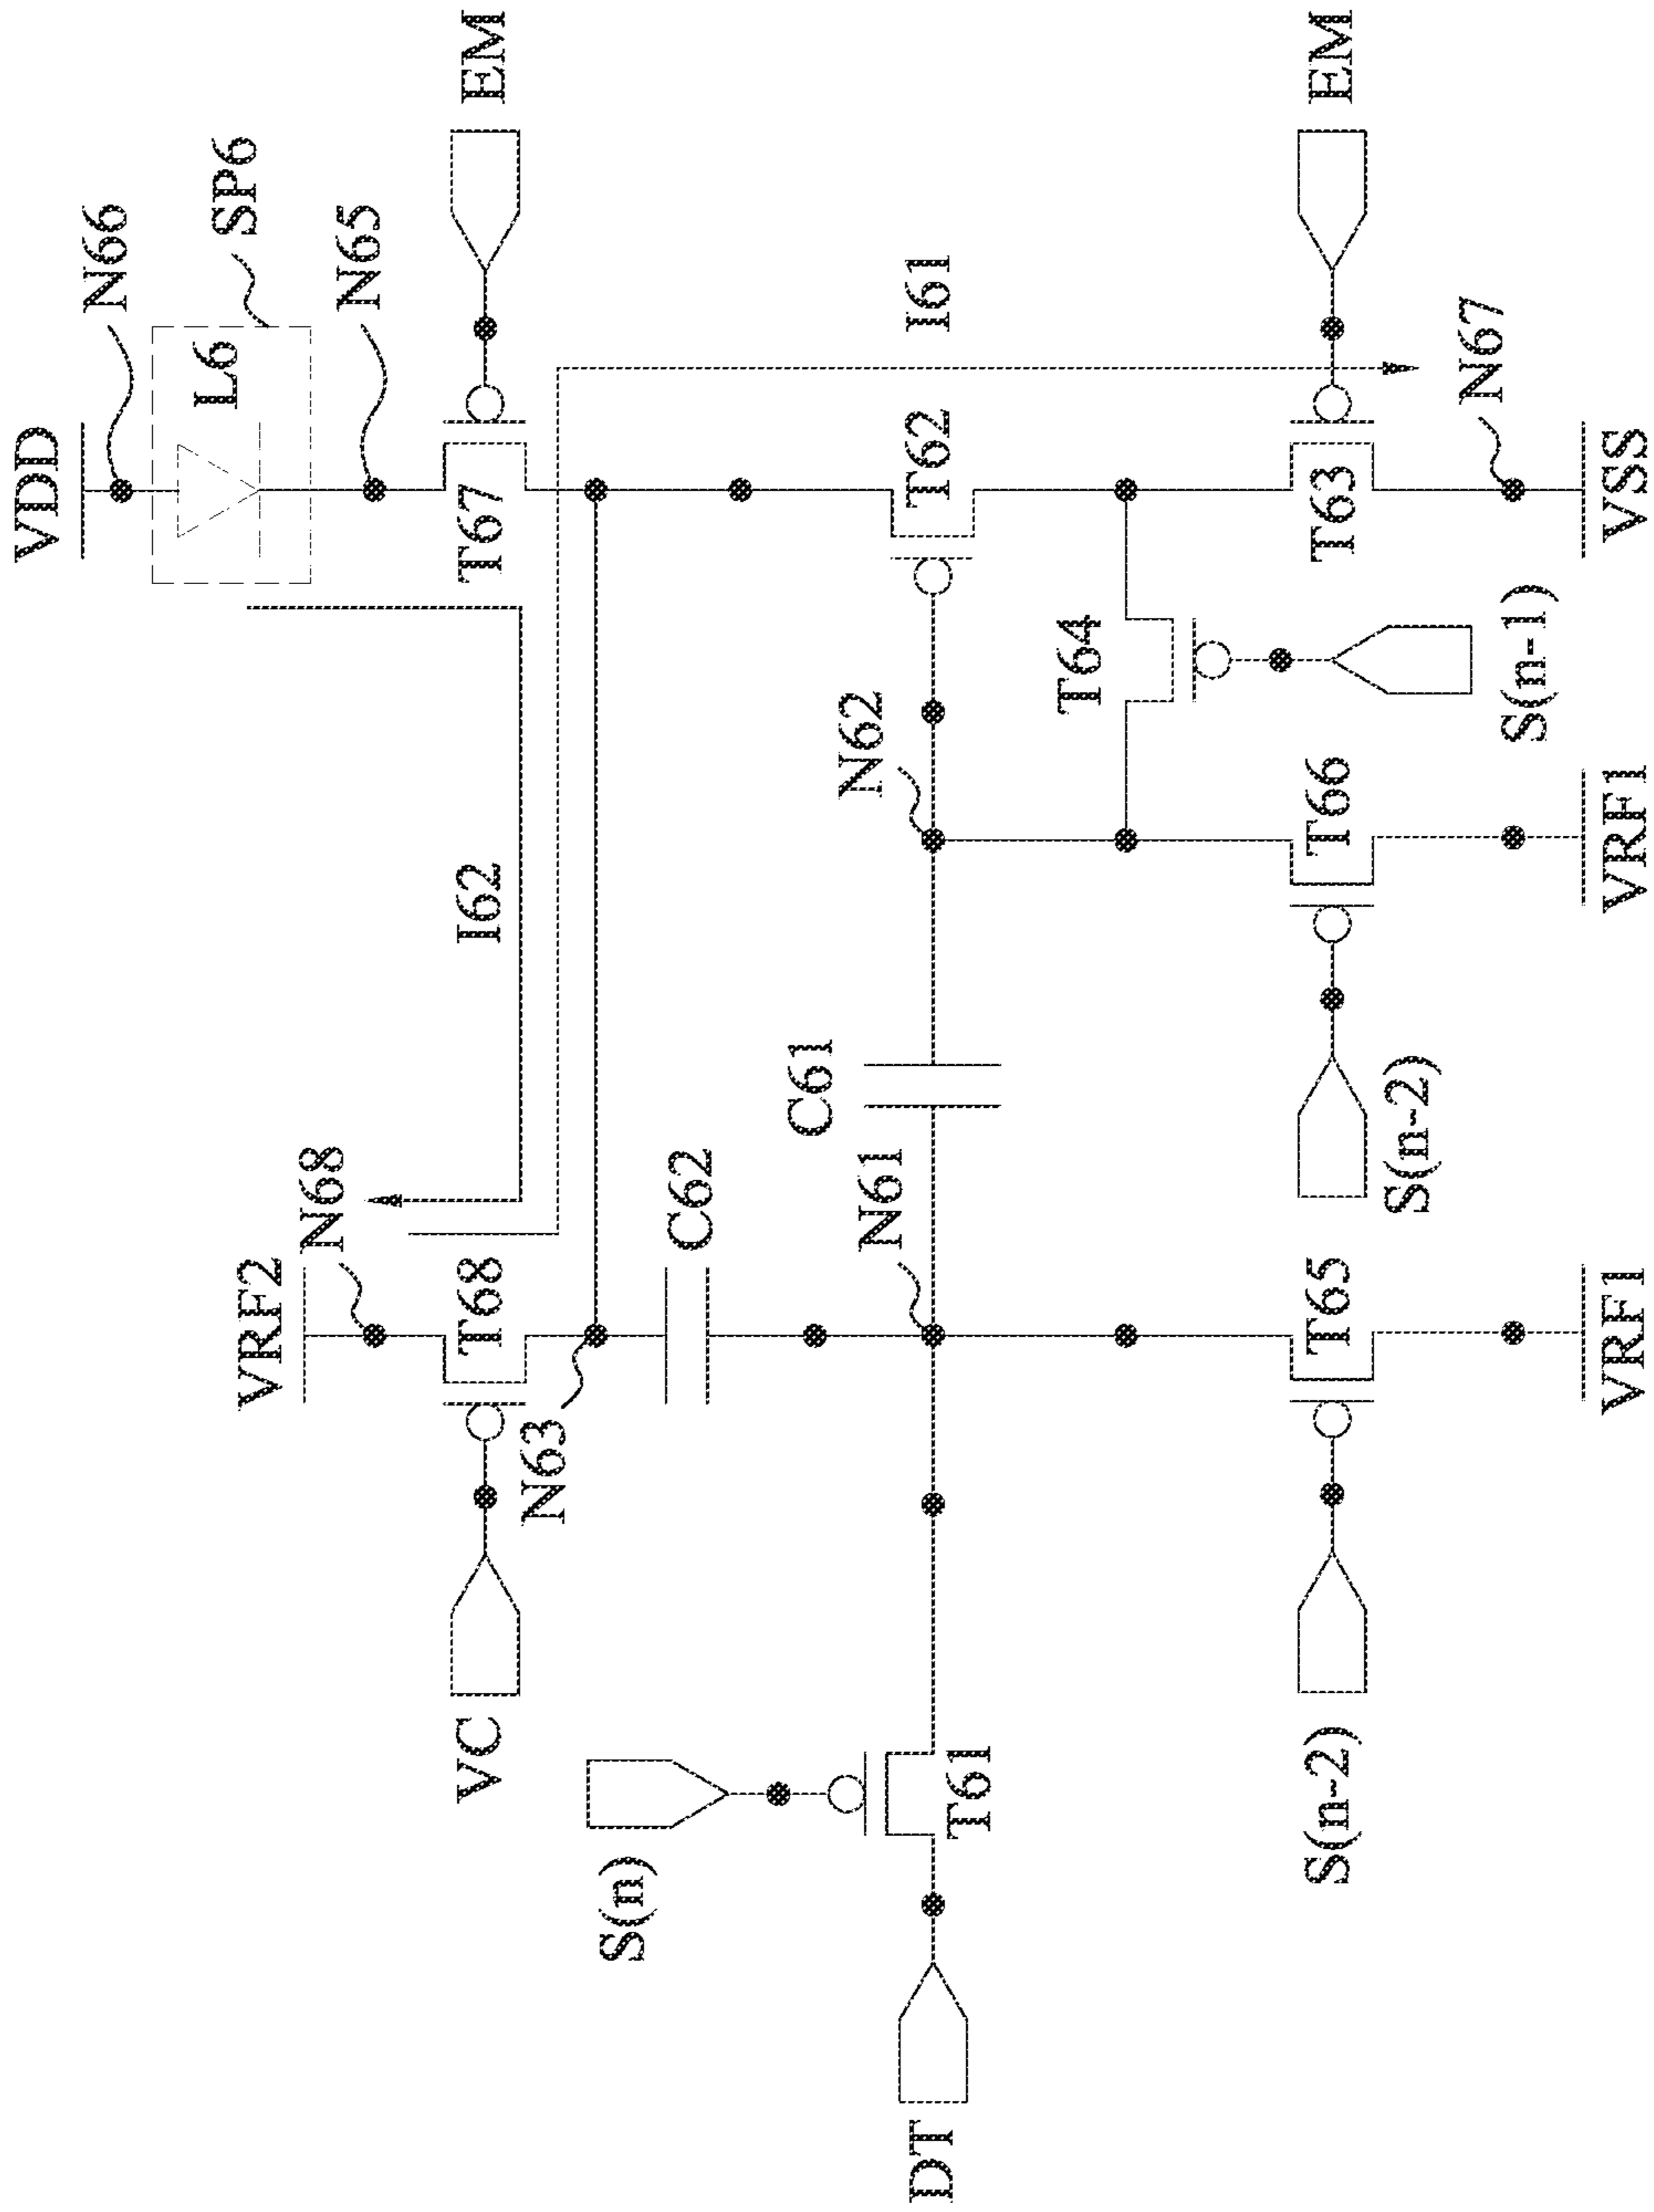 VDD
N66
SP6
L6
N65
EM
T67
I62
I61
VRF2
N68
T68
VC
N63
C62
T62
N62
C61
N61
T64
S(n-1)
EM
T63
N67
VSS
T66
S(n-2)
VRF1
T65
S(n-2)
VRF1
S(n)
T61
DT